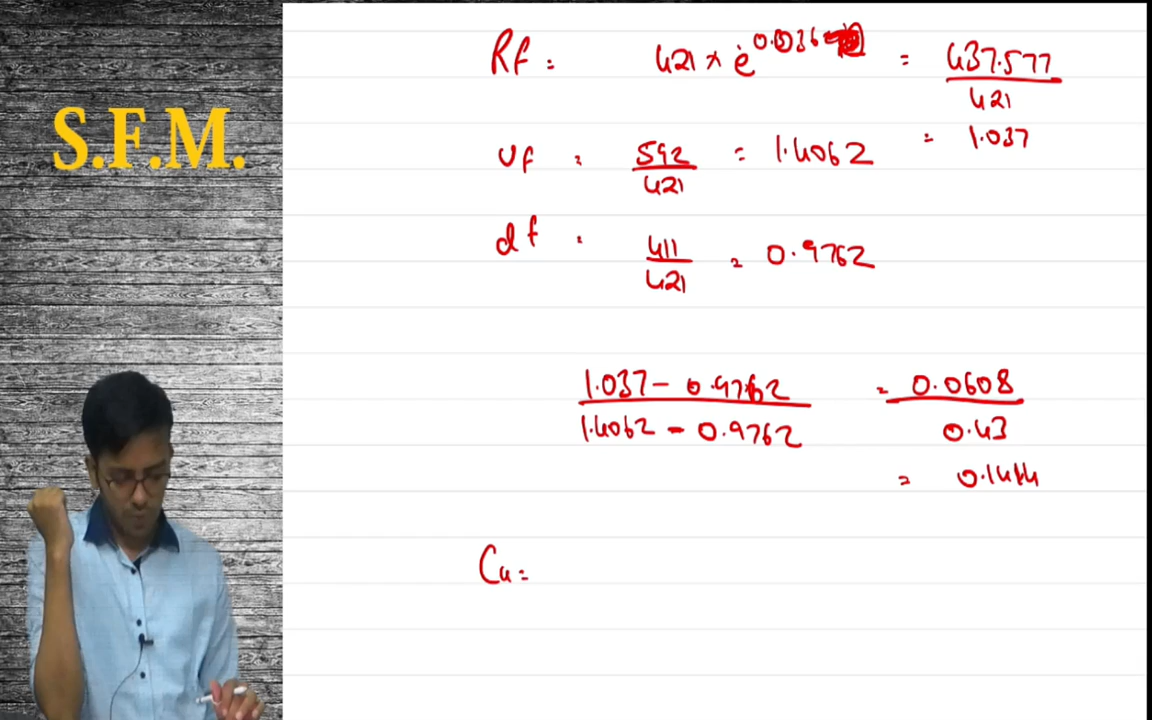 S.F.M.
Rf = 421 × e^0.036 = 437.577 / 421
= 1.037
uf = 592 / 421 = 1.4062
df = 411 / 421 = 0.9762
1.037 - 0.9762 / 1.4062 - 0.9762 = 0.0608 / 0.43
= 0.1414
Cu =